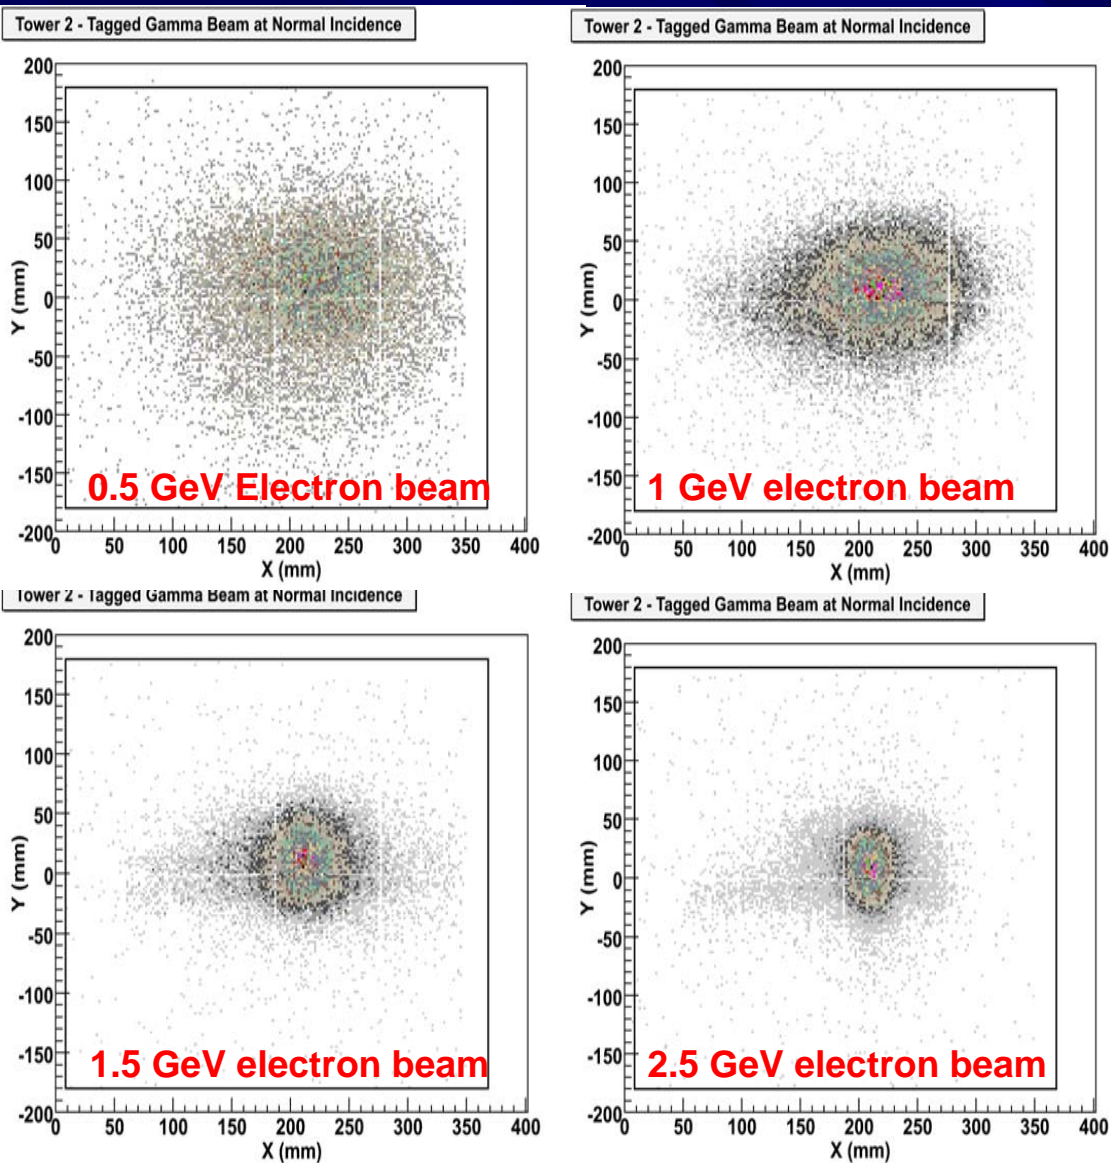 Tower 2 - Tagged Gamma Beam at Normal Incidence
200
150
100
50
0
-50
-100
-150
-200
Y (mm)
0.5 GeV Electron beam
0 50 100 150 200 250 300 350 400
X (mm)
Tower 2 - Tagged Gamma Beam at Normal Incidence
200
150
100
50
0
-50
-100
-150
-200
Y (mm)
1 GeV electron beam
0 50 100 150 200 250 300 350 400
X (mm)
Tower 2 - Tagged Gamma Beam at Normal Incidence
200
150
100
50
0
-50
-100
-150
-200
Y (mm)
1.5 GeV electron beam
0 50 100 150 200 250 300 350 400
X (mm)
Tower 2 - Tagged Gamma Beam at Normal Incidence
200
150
100
50
0
-50
-100
-150
-200
Y (mm)
2.5 GeV electron beam
0 50 100 150 200 250 300 350 400
X (mm)